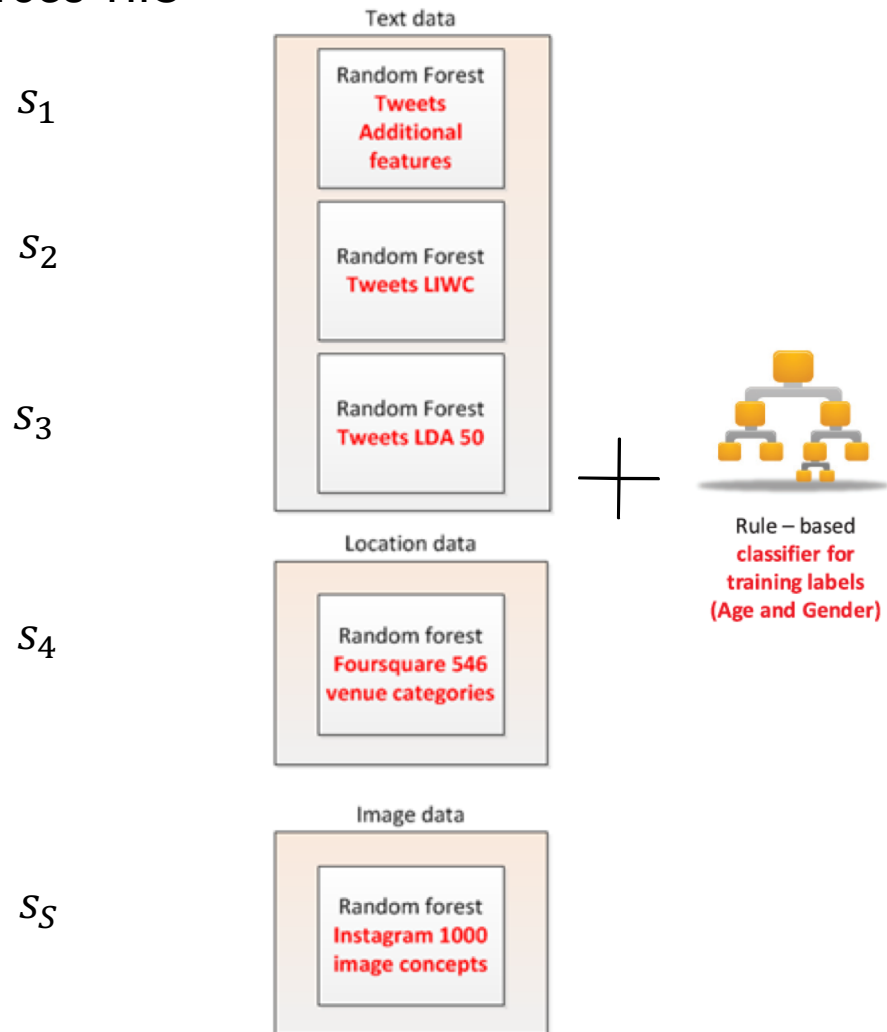 Text data
s₁
Random Forest
Tweets
Additional
features
s₂
Random Forest
Tweets LIWC
s₃
Random Forest
Tweets LDA 50
Rule – based
classifier for
training labels
(Age and Gender)
Location data
s₄
Random forest
Foursquare 546
venue categories
Image data
s_S
Random forest
Instagram 1000
image concepts